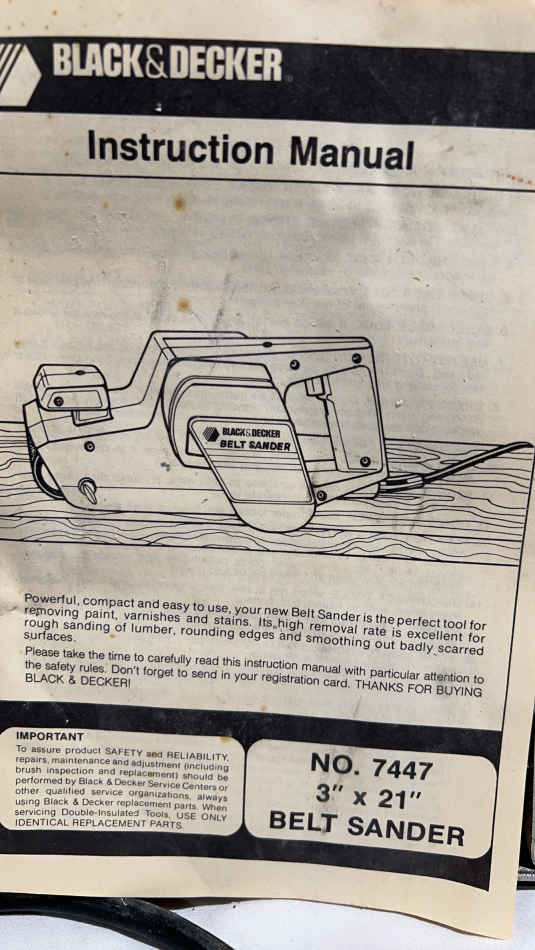 BLACK&DECKER
Instruction Manual
BLACK&DECKER
BELT SANDER
Powerful, compact and easy to use, your new Belt Sander is the perfect tool for
removing paint, varnishes and stains. Its high removal rate is excellent for
rough sanding of lumber, rounding edges and smoothing out badly scarred
surfaces.
Please take the time to carefully read this instruction manual with particular attention to
the safety rules. Don't forget to send in your registration card. THANKS FOR BUYING
BLACK & DECKER!
IMPORTANT
To assure product SAFETY and RELIABILITY,
repairs, maintenance and adjustment (including
brush inspection and replacement) should be
performed by Black & Decker Service Centers or
other qualified service organizations, always
using Black & Decker replacement parts. When
servicing Double-Insulated Tools, USE ONLY
IDENTICAL REPLACEMENT PARTS.
NO. 7447
3" x 21"
BELT SANDER